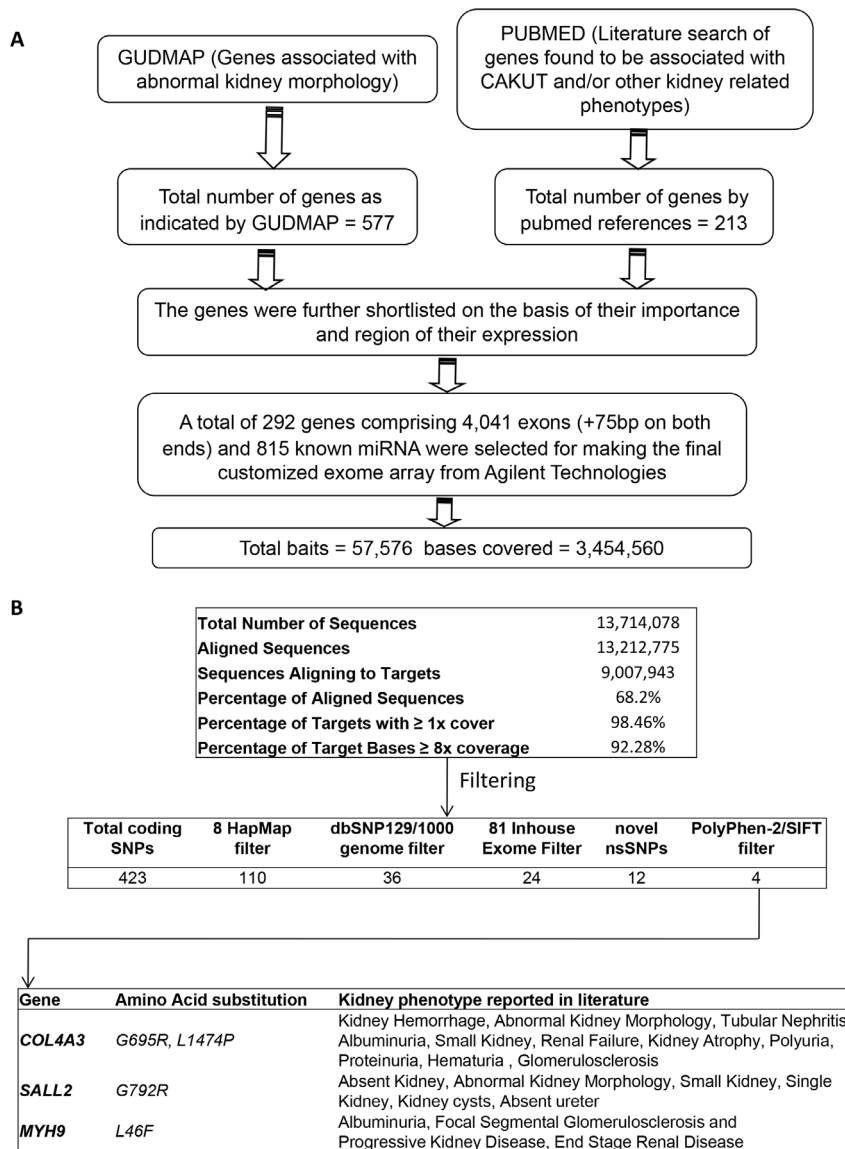 A
GUDMAP (Genes associated with
abnormal kidney morphology)
PUBMED (Literature search of
genes found to be associated with
CAKUT and/or other kidney related
phenotypes)
Total number of genes as
indicated by GUDMAP = 577
Total number of genes by
pubmed references = 213
The genes were further shortlisted on the basis of their importance
and region of their expression
A total of 292 genes comprising 4,041 exons (+75bp on both
ends) and 815 known miRNA were selected for making the final
customized exome array from Agilent Technologies
Total baits = 57,576 bases covered = 3,454,560
B
Total Number of Sequences 13,714,078
Aligned Sequences 13,212,775
Sequences Aligning to Targets 9,007,943
Percentage of Aligned Sequences 68.2%
Percentage of Targets with ≥ 1x cover 98.46%
Percentage of Target Bases ≥ 8x coverage 92.28%
Filtering
Total coding 8 HapMap dbSNP129/1000 81 Inhouse novel PolyPhen-2/SIFT
SNPs filter genome filter Exome Filter nsSNPs filter
423 110 36 24 12 4
Gene Amino Acid substitution Kidney phenotype reported in literature
Kidney Hemorrhage, Abnormal Kidney Morphology, Tubular Nephritis
COL4A3 G695R, L1474P Albuminuria, Small Kidney, Renal Failure, Kidney Atrophy, Polyuria,
Proteinuria, Hematuria , Glomerulosclerosis
SALL2 G792R Absent Kidney, Abnormal Kidney Morphology, Small Kidney, Single
Kidney, Kidney cysts, Absent ureter
MYH9 L46F Albuminuria, Focal Segmental Glomerulosclerosis and
Progressive Kidney Disease, End Stage Renal Disease